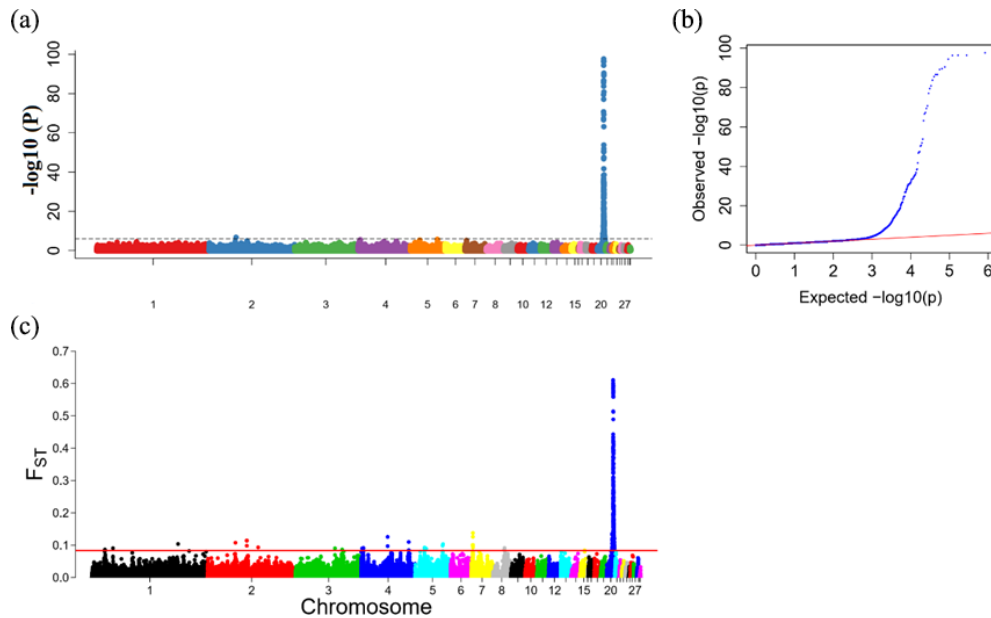 (a)
-log10 (P)
100
80
60
40
20
0
1 2 3 4 5 6 7 8 10 12 15 20 27
(b)
Observed −log10(p)
100
80
60
40
20
0
0 1 2 3 4 5 6
Expected −log10(p)
(c)
FST
0.7
0.6
0.5
0.4
0.3
0.2
0.1
0.0
1 2 3 4 5 6 7 8 10 12 15 20 27
Chromosome